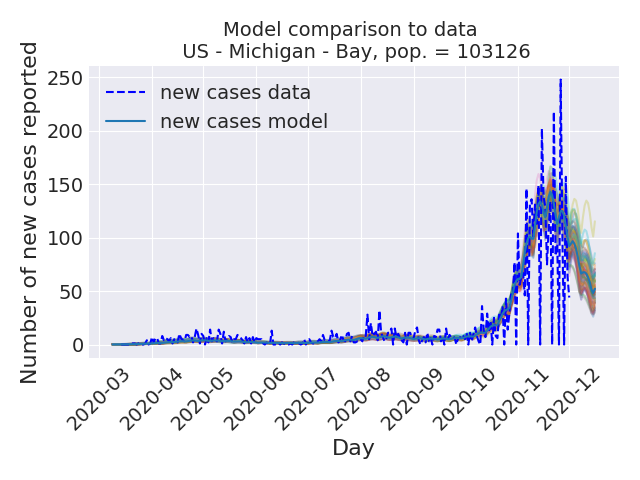 Model comparison to data
US - Michigan - Bay, pop. = 103126
Number of new cases reported
250
200
150
100
50
0
new cases data
new cases model
2020-03
2020-04
2020-05
2020-06
2020-07
2020-08
2020-09
2020-10
2020-11
2020-12
Day